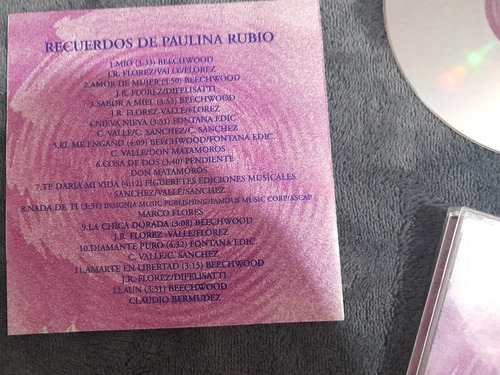 RECUERDOS DE PAULINA RUBIO
1.MIO (3:33) BEECHWOOD
J.R. FLOREZ/VALLE/FLOREZ
2.AMOR DE MUJER (3:50) BEECHWOOD
J.R. FLOREZ/DIFELISATTI
3.SABOR A MIEL (3:53) BEECHWOOD
J.R. FLOREZ-VALLE/FLOREZ
4.NIEVA NIEVA (3:31) FONTANA EDIC.
C. VALLE/C. SANCHEZ/C. SANCHEZ
5.EL ME ENGAÑO (4:09) BEECHWOOD/FONTANA EDIC.
C. VALLE/DON MATAMOROS
6.COSA DE DOS (3:40) PENDIENTE
DON MATAMOROS
7.TE DARIA MI VIDA (4:12) PIGUERETES EDICIONES MUSICALES
SANCHEZ/VALLE/SANCHEZ
8.NADA DE TI (3:31) INSIGNIA MUSIC PUBLISHING/FAMOUS MUSIC CORP/ASCAP
MARCO FLORES
9.LA CHICA DORADA (3:08) BEECHWOOD
J.R. FLOREZ-VALLE/FLOREZ
10.DIAMANTE PURO (4:32) FONTANA EDIC.
C. VALLE/C. SANCHEZ
11.AMARTE EN LIBERTAD (3:15) BEECHWOOD
J.R. FLOREZ/DIFELISATTI
12.AUN (3:31) BEECHWOOD
CLAUDIO BERMUDEZ